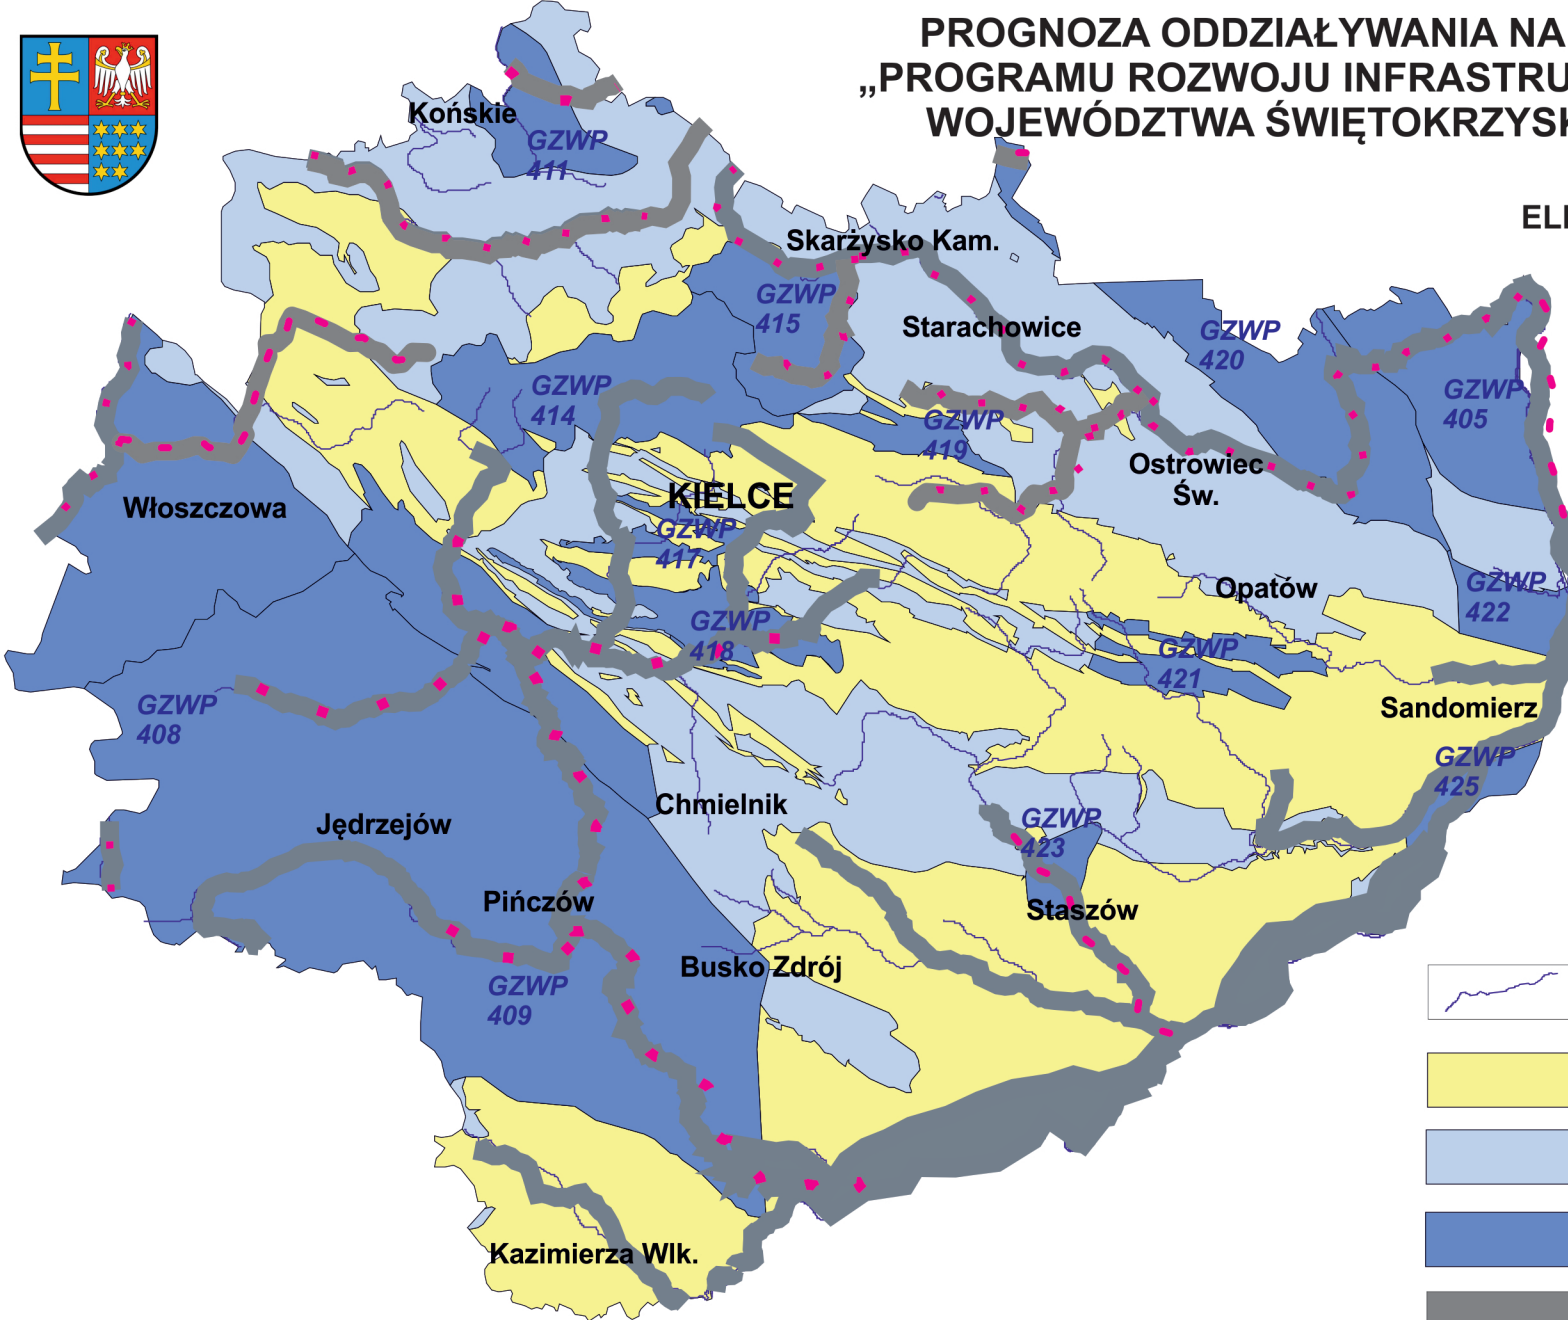 PROGNOZA ODDZIAŁYWANIA NA
„PROGRAMU ROZWOJU INFRASTRU
WOJEWÓDZTWA ŚWIĘTOKRZYSK
ELE
Końskie
GZWP
411
Skarżysko Kam.
GZWP
415
Starachowice
GZWP
420
GZWP
405
GZWP
414
GZWP
419
Ostrowiec
Św.
KIELCE
Włoszczowa
GZWP
417
Opatów
GZWP
422
GZWP
418
GZWP
421
GZWP
408
Sandomierz
GZWP
425
Chmielnik
Jędrzejów
GZWP
423
Pińczów
Staszów
Busko Zdrój
GZWP
409
Kazimierza Wlk.